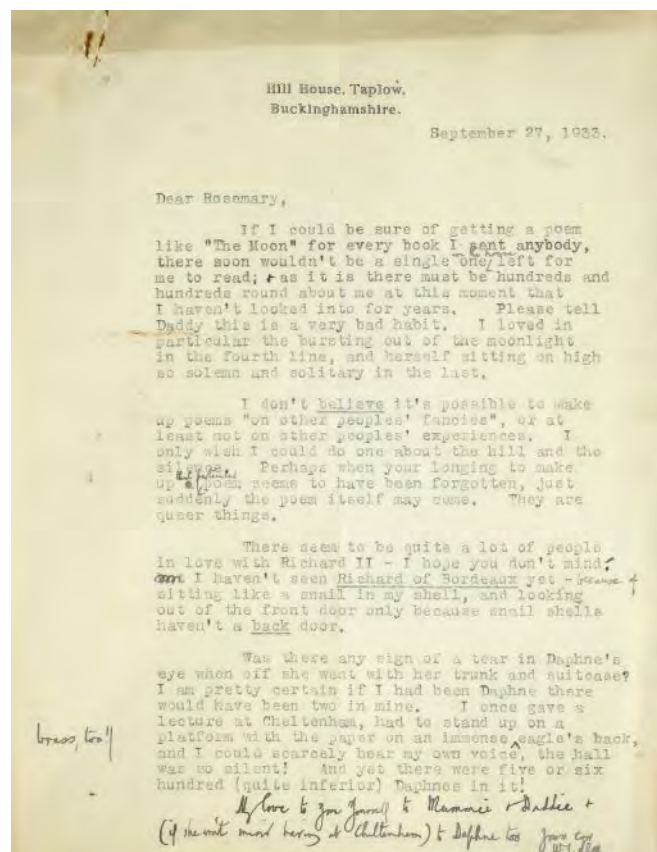 Hill House, Taplow,
Buckinghamshire.
September 27, 1933.
Dear Rosemary,
If I could be sure of getting a poem
like "The Moon" for every book I sent anybody,
there soon wouldn't be a single one left for
me to read; & as it is there must be hundreds and
hundreds round about me at this moment that
I haven't looked into for years. Please tell
Daddy this is a very bad habit. I loved in
particular the bursting out of the moonlight
in the fourth line, and herself sitting on high
so solemn and solitary in the last.
I don't believe it's possible to make
up poems "on other peoples' fancies", or at
least not on other peoples' experiences. I
only wish I could do one about the hill and the
silence. Perhaps when your longing to make
up that particular poem seems to have been forgotten, just
suddenly the poem itself may come. They are
queer things.
There seem to be quite a lot of people
in love with Richard II - I hope you don't mind.
I haven't seen Richard of Bordeaux yet - because of
sitting like a snail in my shell, and looking
out of the front door only because snail shells
haven't a back door.
Was there any sign of a tear in Daphne's
eye when off she went with her trunk and suitcase?
I am pretty certain if I had been Daphne there
would have been two in mine. I once gave a
lecture at Cheltenham, had to stand up on a
platform with the paper on an immense eagle's back,
brass, too!
and I could scarcely hear my own voice, the hall
was so silent! And yet there were five or six
hundred (quite inferior) Daphnes in it!
My love to you to Mummie & Daddie &
(if she won't mind having at Cheltenham) to Daphne too